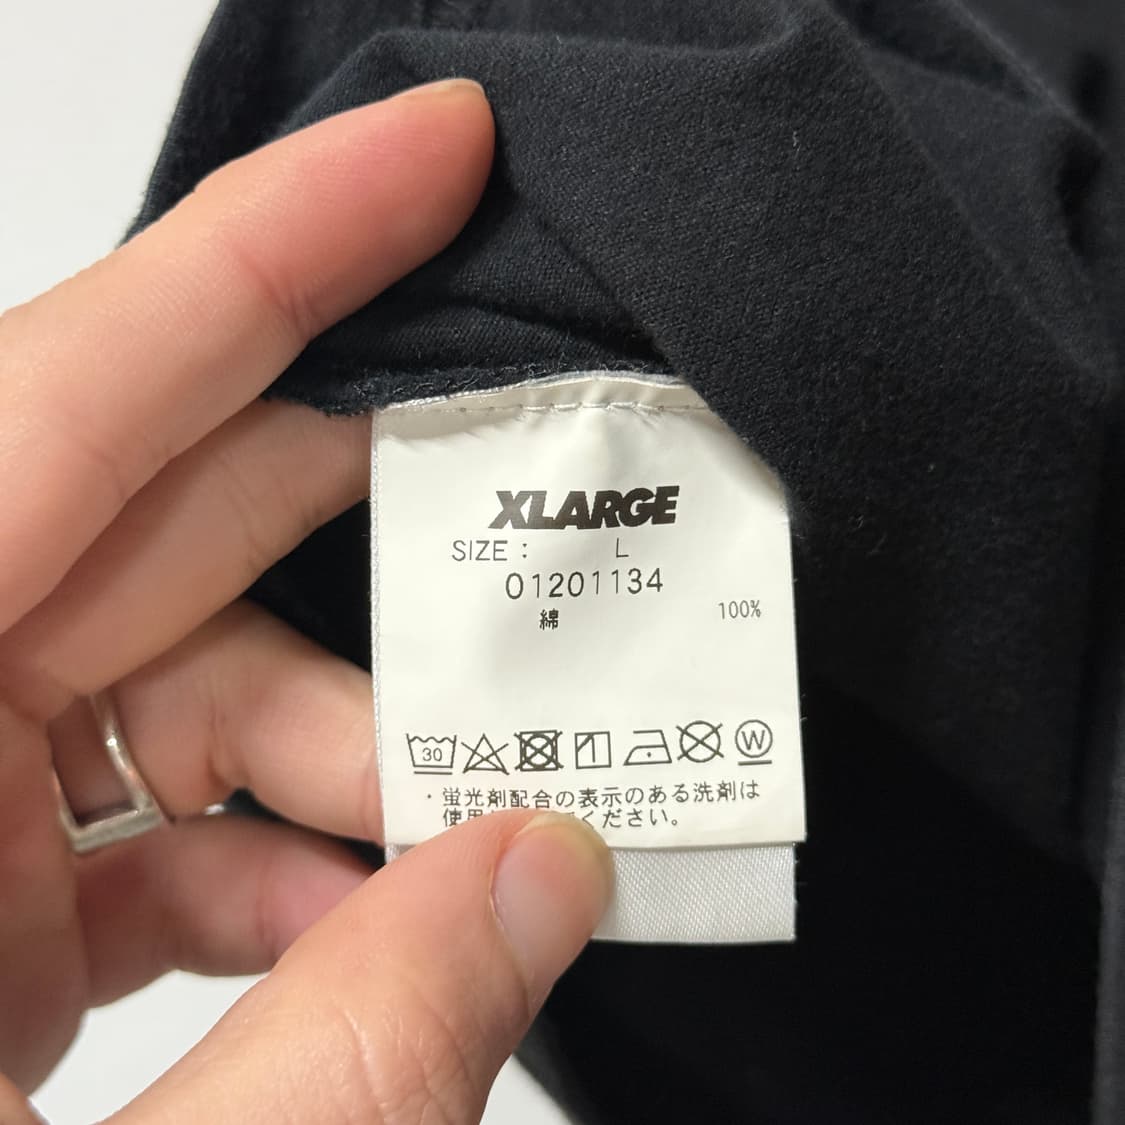 XLARGE
SIZE : L
01201134
綿 100%
30 W
・蛍光剤配合の表示のある洗剤は
使用 ください。